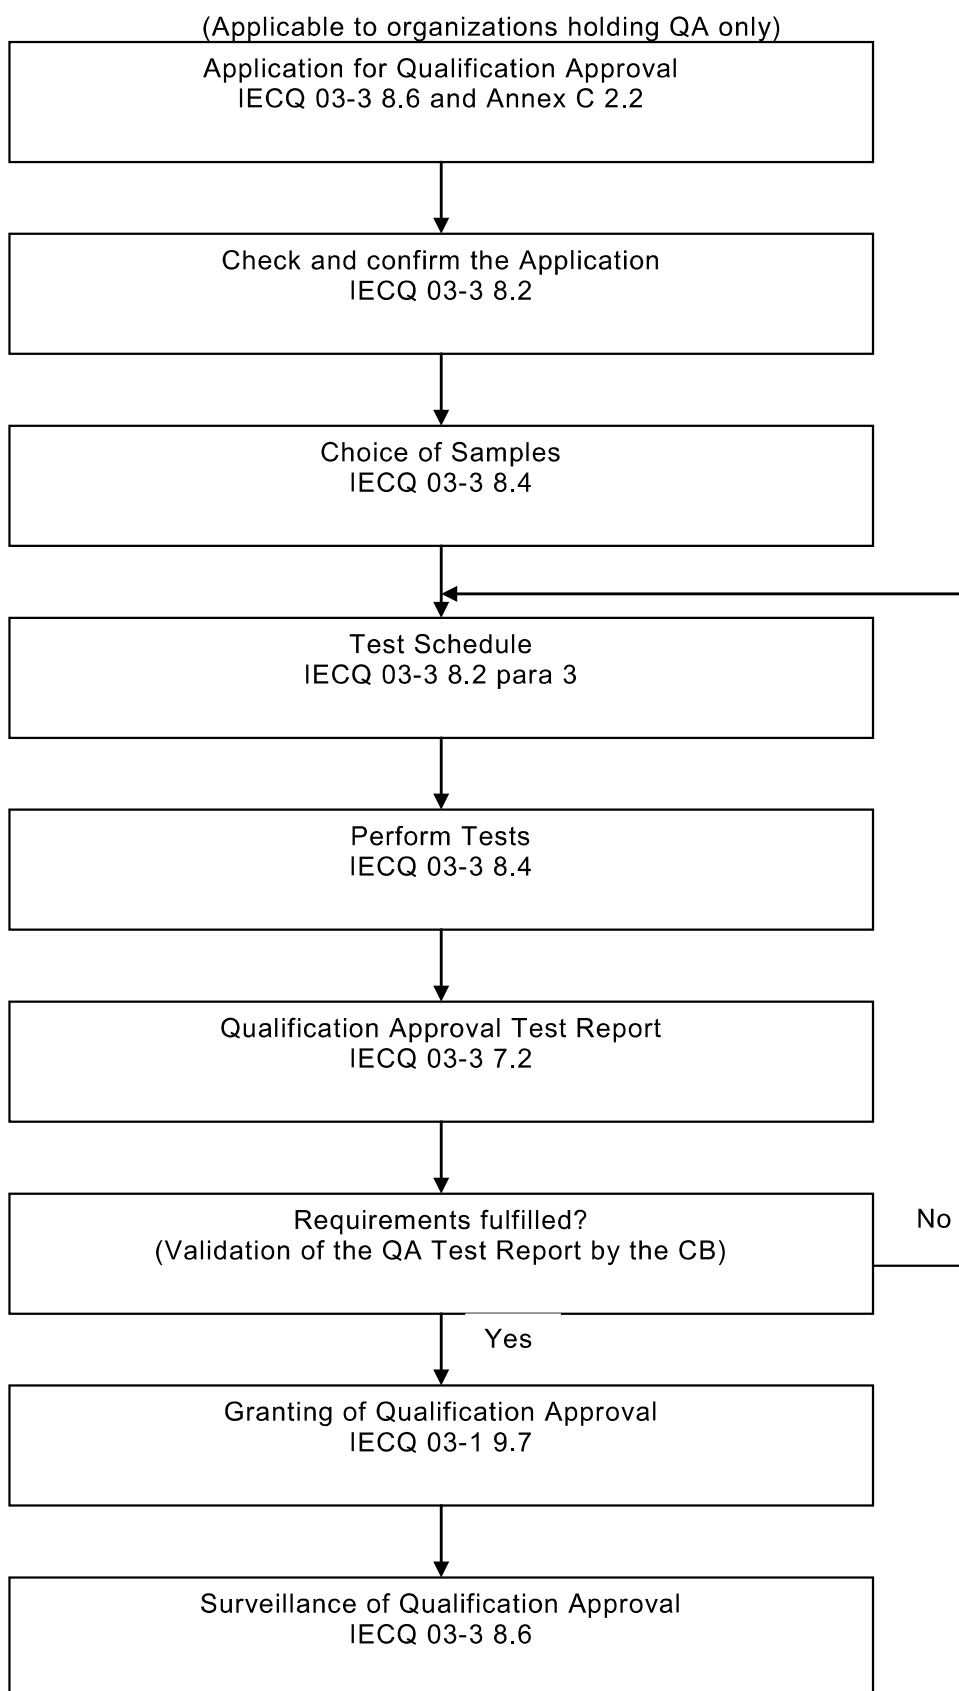 (Applicable to organizations holding QA only)
Application for Qualification Approval
IECQ 03-3 8.6 and Annex C 2.2
Check and confirm the Application
IECQ 03-3 8.2
Choice of Samples
IECQ 03-3 8.4
Test Schedule
IECQ 03-3 8.2 para 3
Perform Tests
IECQ 03-3 8.4
Qualification Approval Test Report
IECQ 03-3 7.2
Requirements fulfilled?
(Validation of the QA Test Report by the CB)
No
Yes
Granting of Qualification Approval
IECQ 03-1 9.7
Surveillance of Qualification Approval
IECQ 03-3 8.6